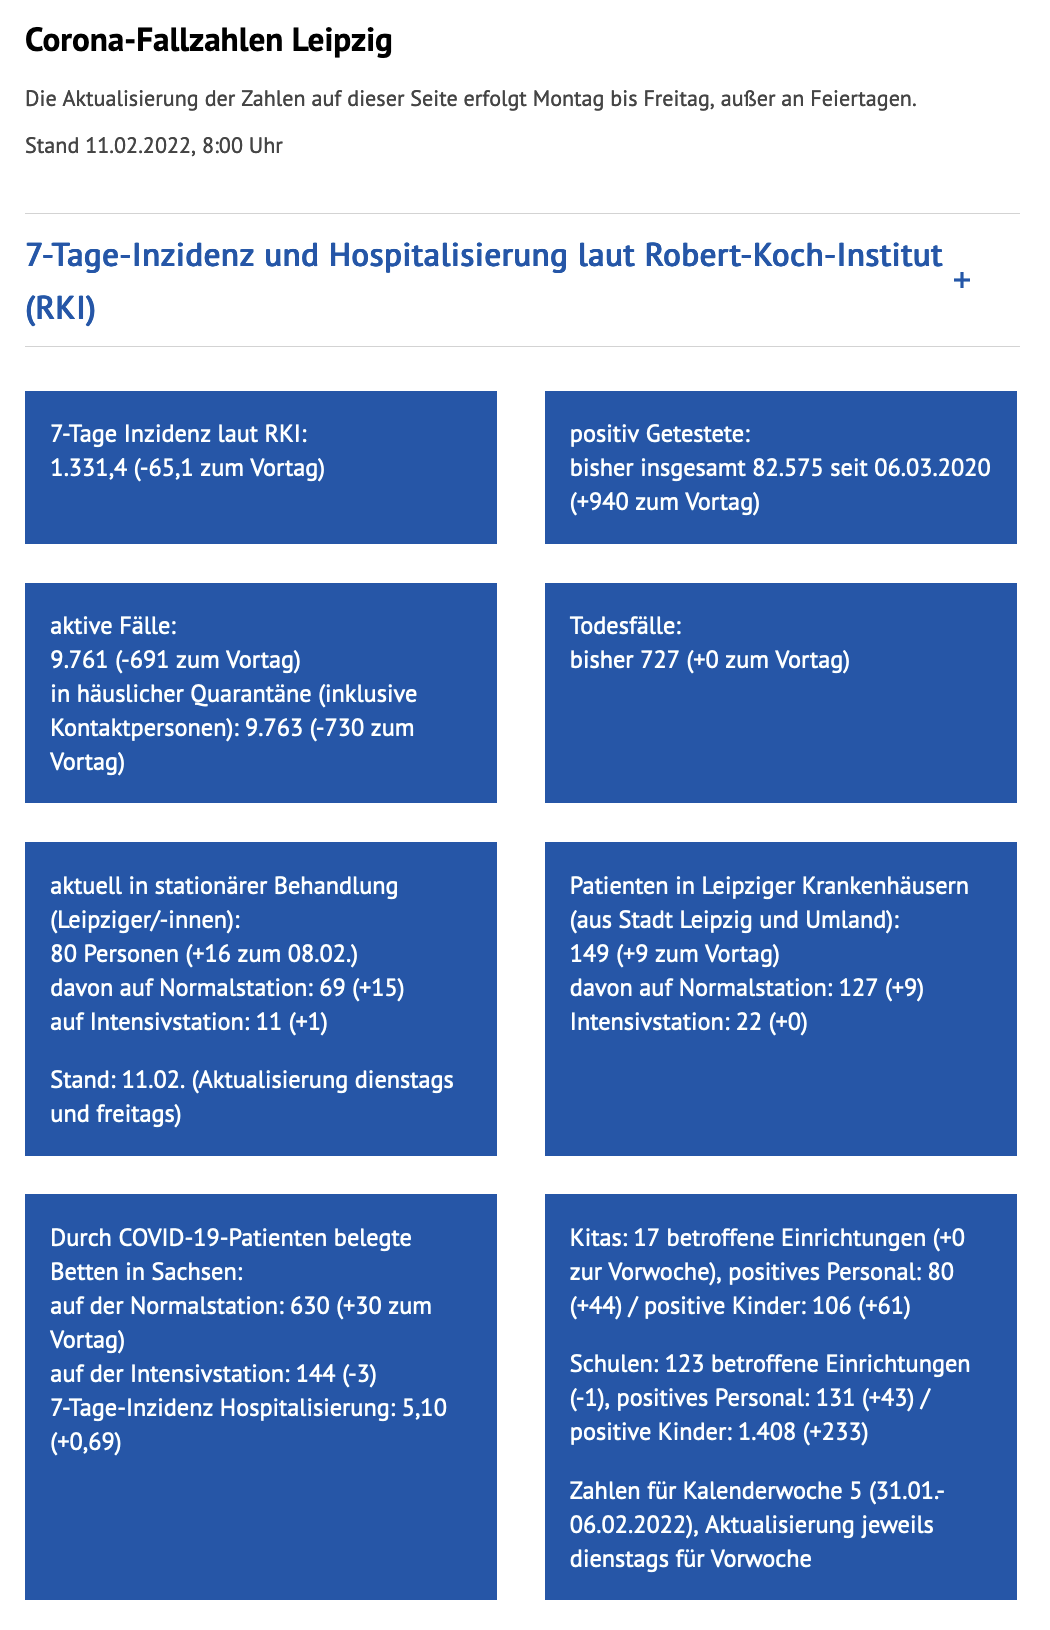 Corona-Fallzahlen Leipzig
Die Aktualisierung der Zahlen auf dieser Seite erfolgt Montag bis Freitag, außer an Feiertagen.
Stand 11.02.2022, 8:00 Uhr
7-Tage-Inzidenz und Hospitalisierung laut Robert-Koch-Institut
(RKI)
+
7-Tage Inzidenz laut RKI:
1.331,4 (-65,1 zum Vortag)
positiv Getestete:
bisher insgesamt 82.575 seit 06.03.2020
(+940 zum Vortag)
aktive Fälle:
9.761 (-691 zum Vortag)
in häuslicher Quarantäne (inklusive
Kontaktpersonen): 9.763 (-730 zum
Vortag)
Todesfälle:
bisher 727 (+0 zum Vortag)
aktuell in stationärer Behandlung
(Leipziger/-innen):
80 Personen (+16 zum 08.02.)
davon auf Normalstation: 69 (+15)
auf Intensivstation: 11 (+1)
Stand: 11.02. (Aktualisierung dienstags
und freitags)
Patienten in Leipziger Krankenhäusern
(aus Stadt Leipzig und Umland):
149 (+9 zum Vortag)
davon auf Normalstation: 127 (+9)
Intensivstation: 22 (+0)
Durch COVID-19-Patienten belegte
Betten in Sachsen:
auf der Normalstation: 630 (+30 zum
Vortag)
auf der Intensivstation: 144 (-3)
7-Tage-Inzidenz Hospitalisierung: 5,10
(+0,69)
Kitas: 17 betroffene Einrichtungen (+0
zur Vorwoche), positives Personal: 80
(+44) / positive Kinder: 106 (+61)
Schulen: 123 betroffene Einrichtungen
(-1), positives Personal: 131 (+43) /
positive Kinder: 1.408 (+233)
Zahlen für Kalenderwoche 5 (31.01.-
06.02.2022), Aktualisierung jeweils
dienstags für Vorwoche